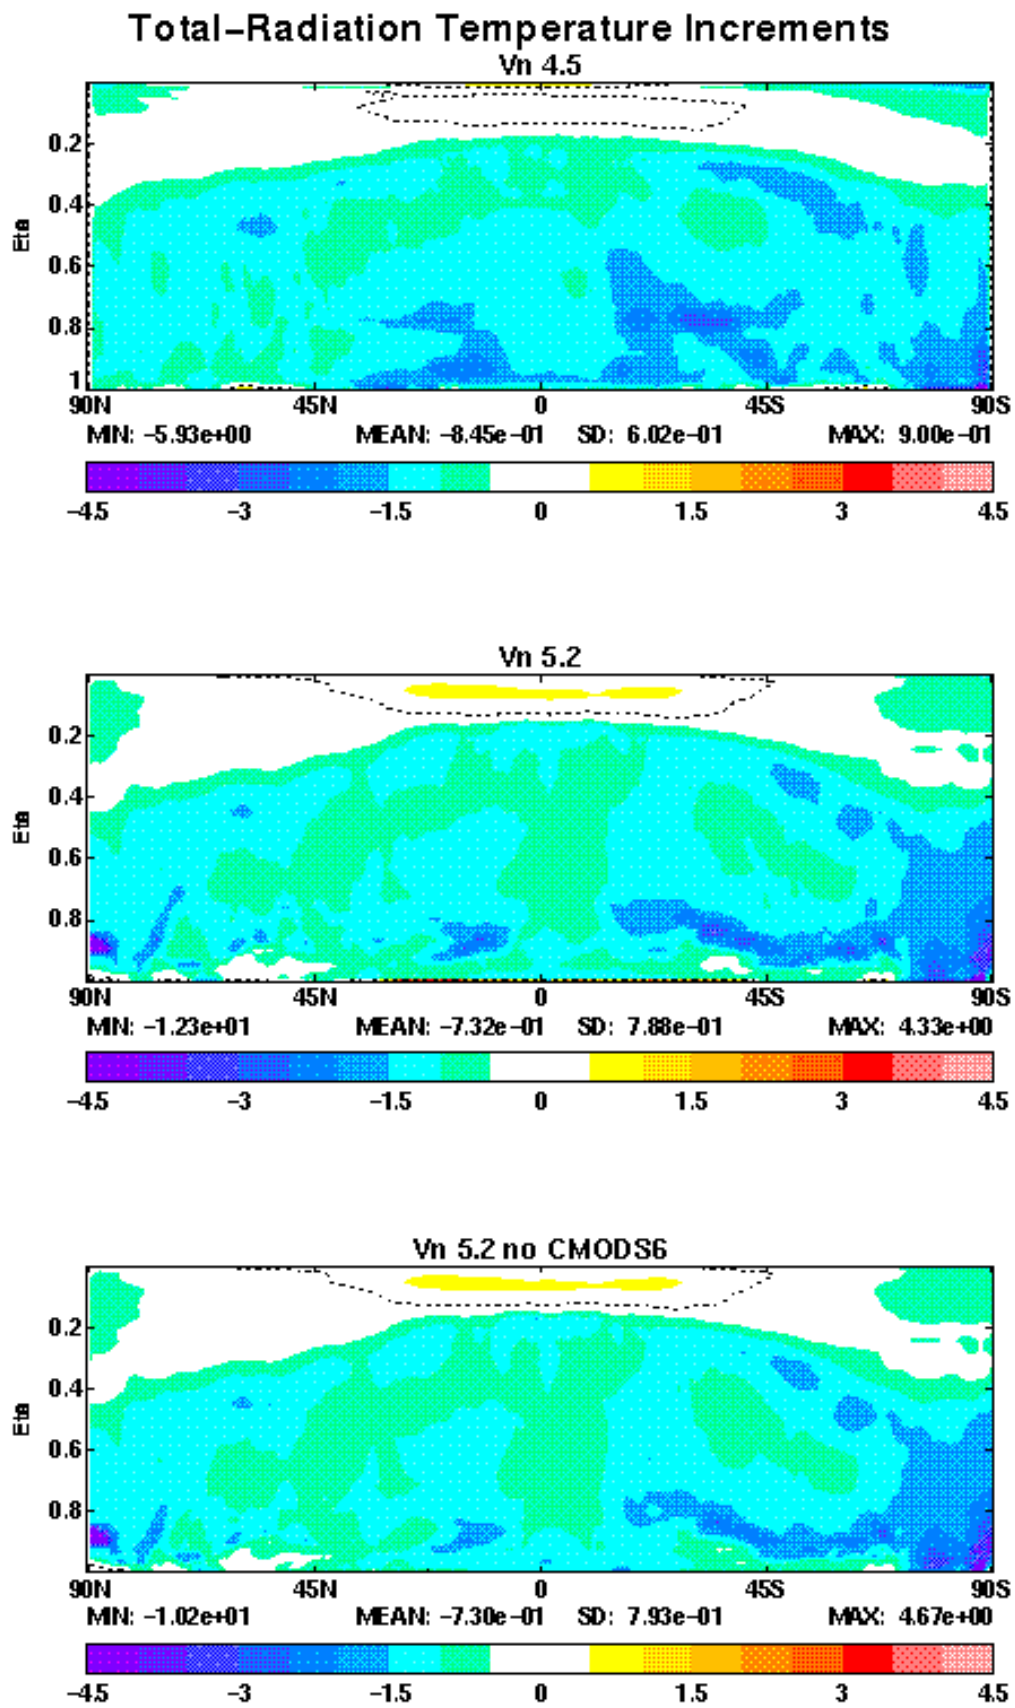 Total-Radiation Temperature Increments
Vn 4.5
0.2
0.4
Eta
0.6
0.8
1
90N 45N 0 45S 90S
MIN: -5.93e+00 MEAN: -8.45e-01 SD: 6.02e-01 MAX: 9.00e-01
-4.5 -3 -1.5 0 1.5 3 4.5
Vn 5.2
0.2
0.4
Eta
0.6
0.8
90N 45N 0 45S 90S
MIN: -1.23e+01 MEAN: -7.32e-01 SD: 7.88e-01 MAX: 4.33e+00
-4.5 -3 -1.5 0 1.5 3 4.5
Vn 5.2 no CMODS6
0.2
0.4
Eta
0.6
0.8
90N 45N 0 45S 90S
MIN: -1.02e+01 MEAN: -7.30e-01 SD: 7.93e-01 MAX: 4.67e+00
-4.5 -3 -1.5 0 1.5 3 4.5